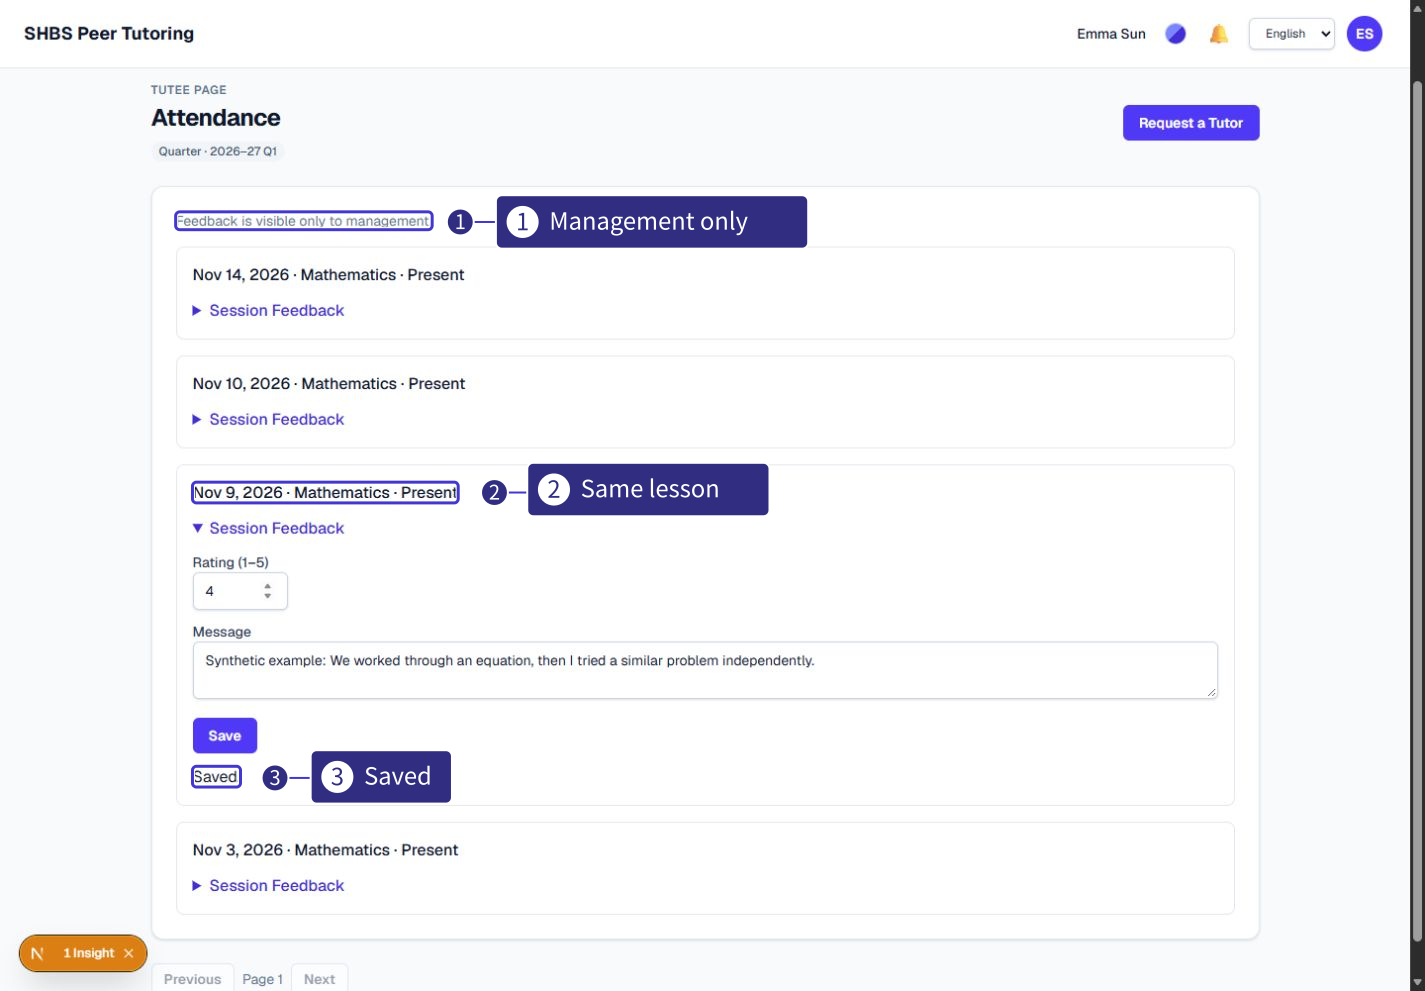 SHBS Peer Tutoring
Emma Sun
English
ES
TUTEE PAGE
Attendance
Request a Tutor
Quarter · 2026–27 Q1
Feedback is visible only to management
1
1 Management only
Nov 14, 2026 · Mathematics · Present
Session Feedback
Nov 10, 2026 · Mathematics · Present
Session Feedback
Nov 9, 2026 · Mathematics · Present
2
2 Same lesson
Session Feedback
Rating (1–5)
4
Message
Synthetic example: We worked through an equation, then I tried a similar problem independently.
Save
Saved
3
3 Saved
Nov 3, 2026 · Mathematics · Present
Session Feedback
N 1 Insight ×
Previous Page 1 Next